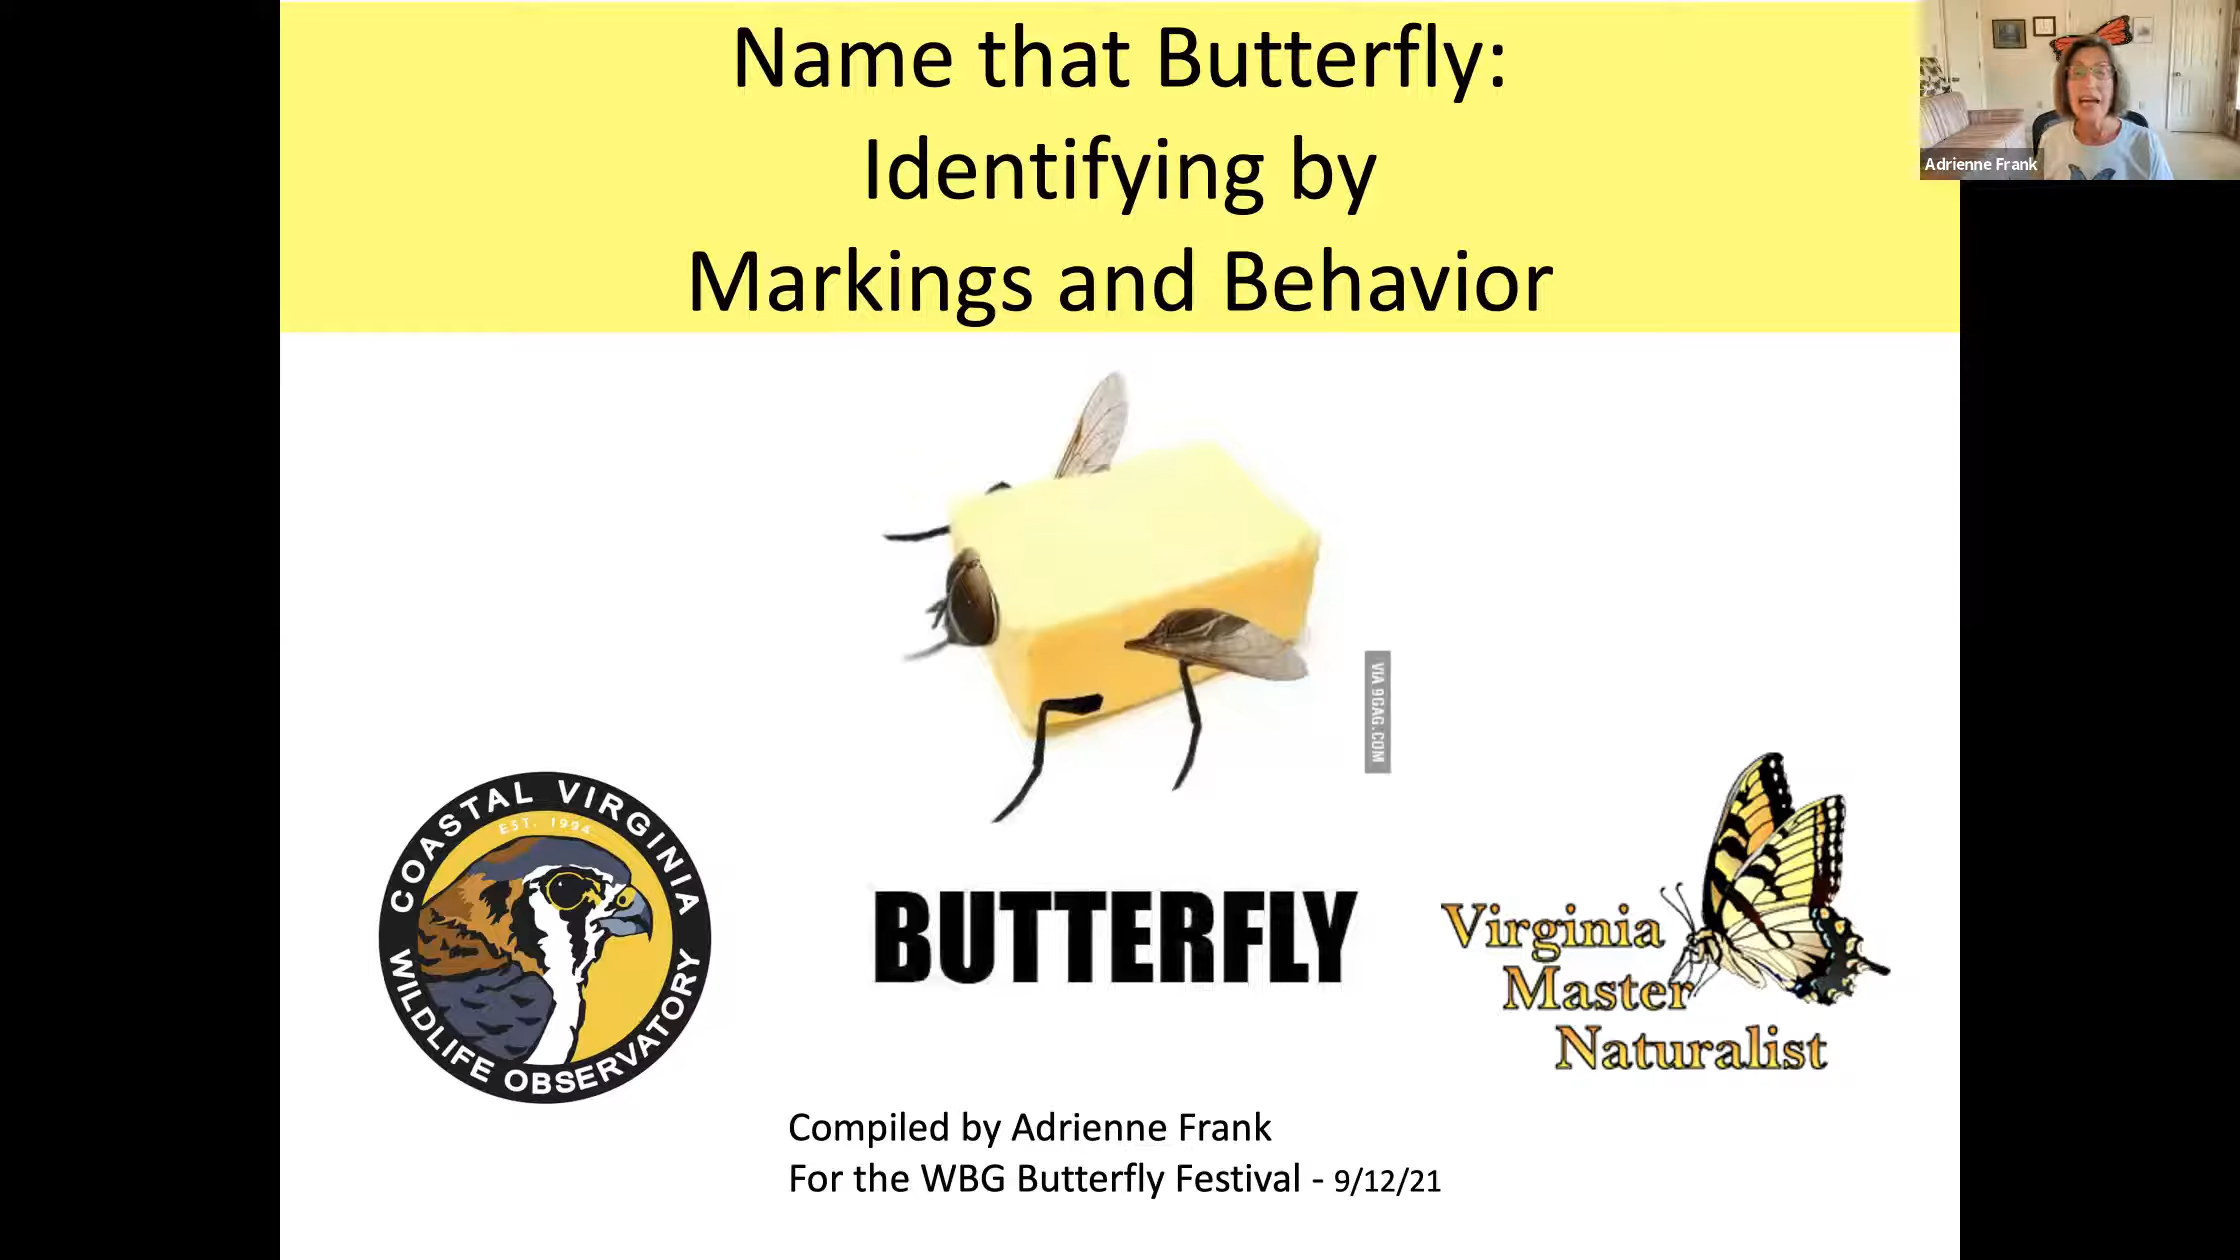 Name that Butterfly:
Identifying by
Markings and Behavior
Adrienne Frank
VIA 9GAG.COM
COASTAL VIRGINIA
EST. 1994
WILDLIFE OBSERVATORY
BUTTERFLY
Virginia
Master
Naturalist
Compiled by Adrienne Frank
For the WBG Butterfly Festival - 9/12/21